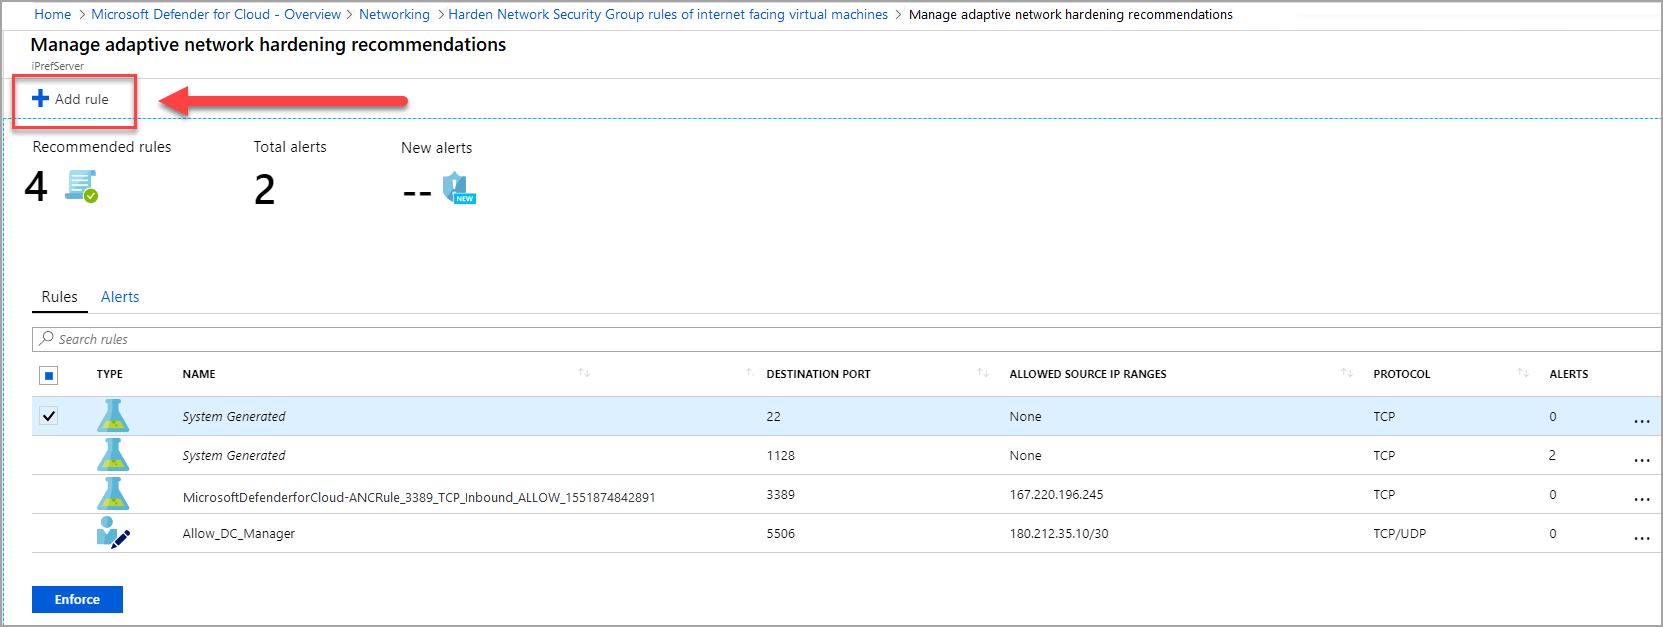 Home > Microsoft Defender for Cloud - Overview > Networking > Harden Network Security Group rules of internet facing virtual machines > Manage adaptive network hardening recommendations
Manage adaptive network hardening recommendations
iPrefServer
Add rule
Recommended rules Total alerts New alerts
4 2 --
NEW
Rules Alerts
Search rules
TYPE NAME DESTINATION PORT ALLOWED SOURCE IP RANGES PROTOCOL ALERTS
System Generated 22 None TCP 0 ...
System Generated 1128 None TCP 2 ...
MicrosoftDefenderforCloud-ANCRule_3389_TCP_Inbound_ALLOW_1551874842891 3389 167.220.196.245 TCP 0 ...
Allow_DC_Manager 5506 180.212.35.10/30 TCP/UDP 0 ...
Enforce